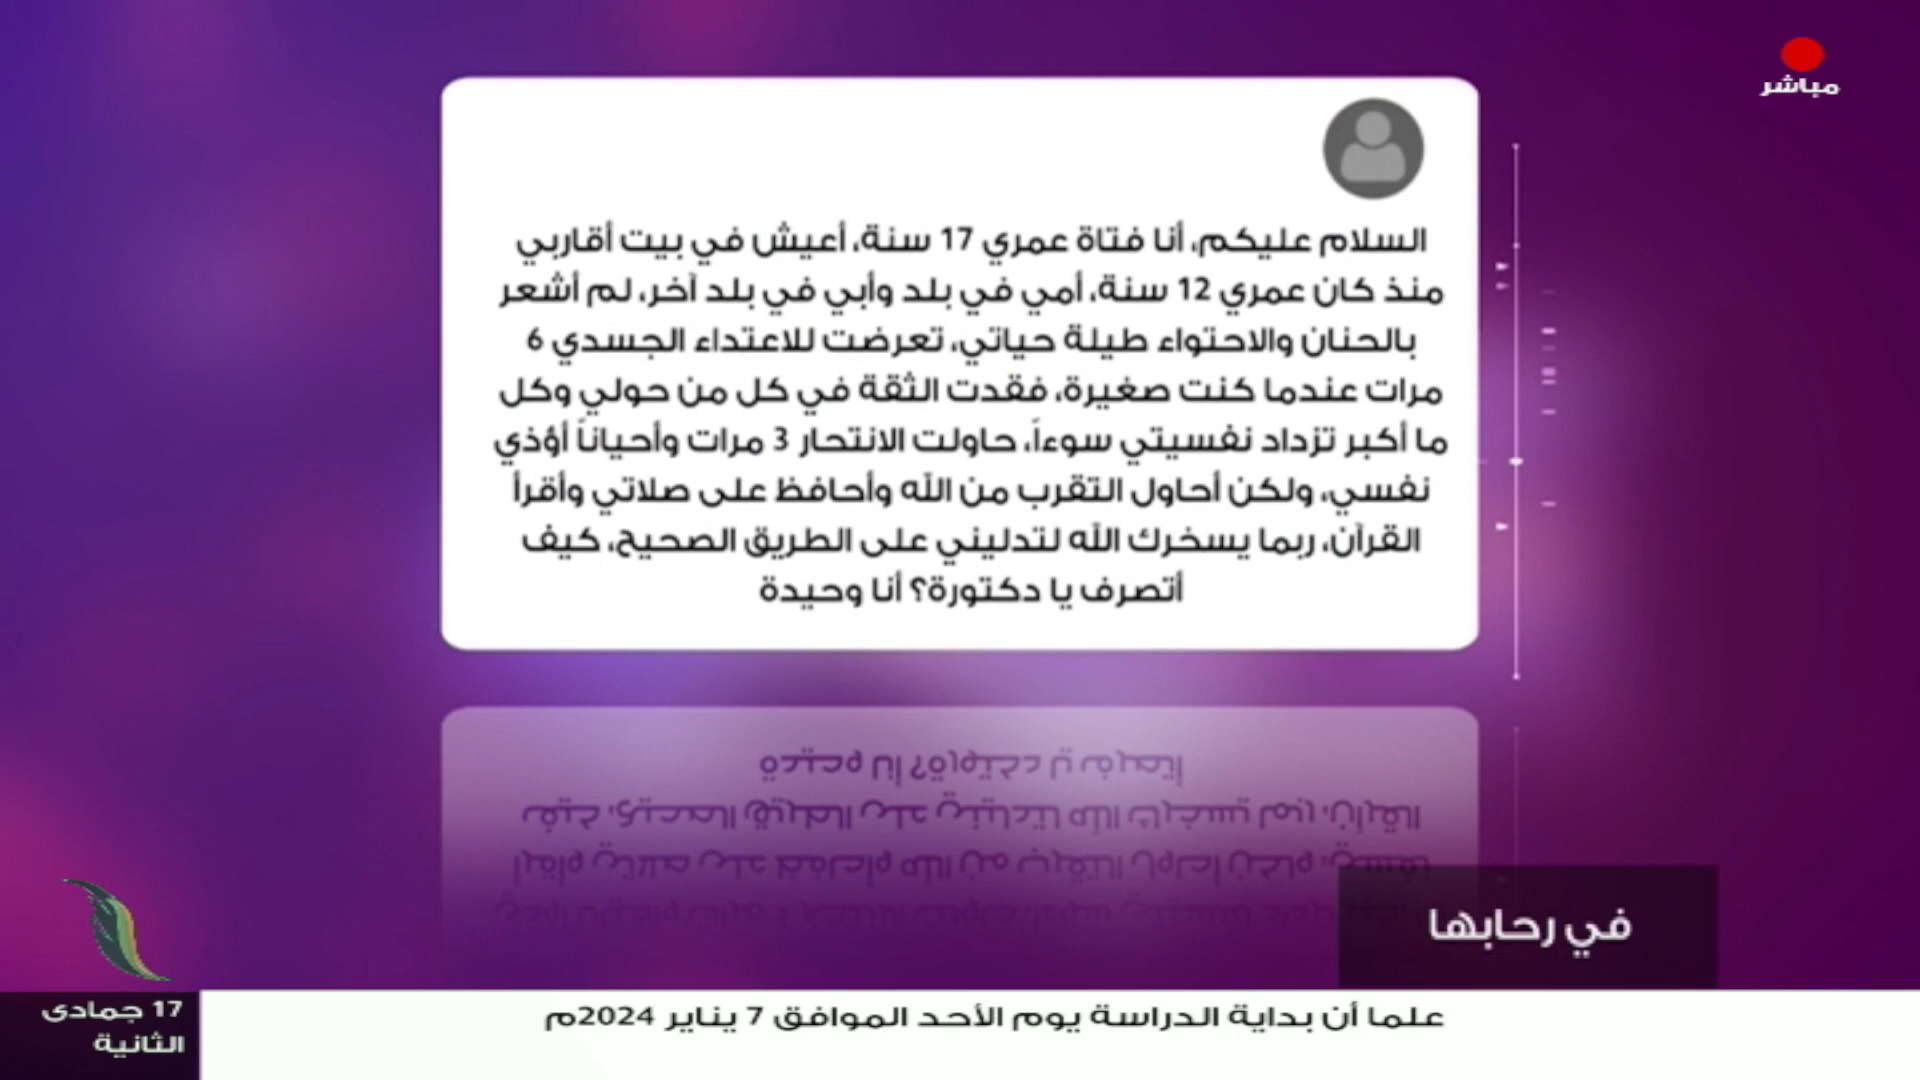 مباشر
السلام عليكم، أنا فتاة عمري 17 سنة، أعيش في بيت أقاربي
منذ كان عمري 12 سنة، أمي في بلد وأبي في بلد آخر، لم أشعر
بالحنان والاحتواء طيلة حياتي، تعرضت للاعتداء الجسدي 6
مرات عندما كنت صغيرة، فقدت الثقة في كل من حولي وكل
ما أكبر تزداد نفسيتي سوءاً، حاولت الانتحار 3 مرات وأحياناً أؤذي
نفسي، ولكن أحاول التقرب من الله وأحافظ على صلاتي وأقرأ
القرآن، ربما يسخرك الله لتدليني على الطريق الصحيح، كيف
أتصرف يا دكتورة؟ أنا وحيدة
في رحابها
17 جمادى
الثانية
علما أن بداية الدراسة يوم الأحد الموافق 7 يناير 2024م